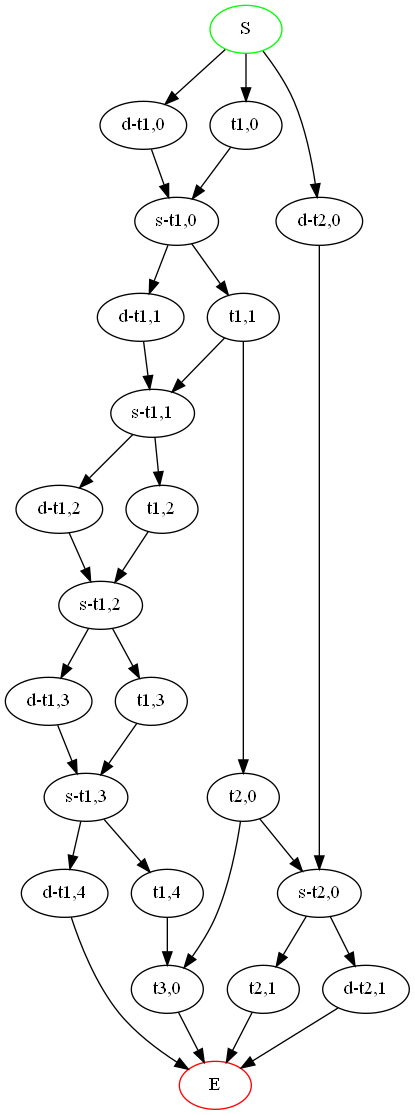 S
d-t1,0
t1,0
s-t1,0
d-t2,0
d-t1,1
t1,1
s-t1,1
d-t1,2
t1,2
s-t1,2
d-t1,3
t1,3
s-t1,3
t2,0
d-t1,4
t1,4
s-t2,0
t3,0
t2,1
d-t2,1
E